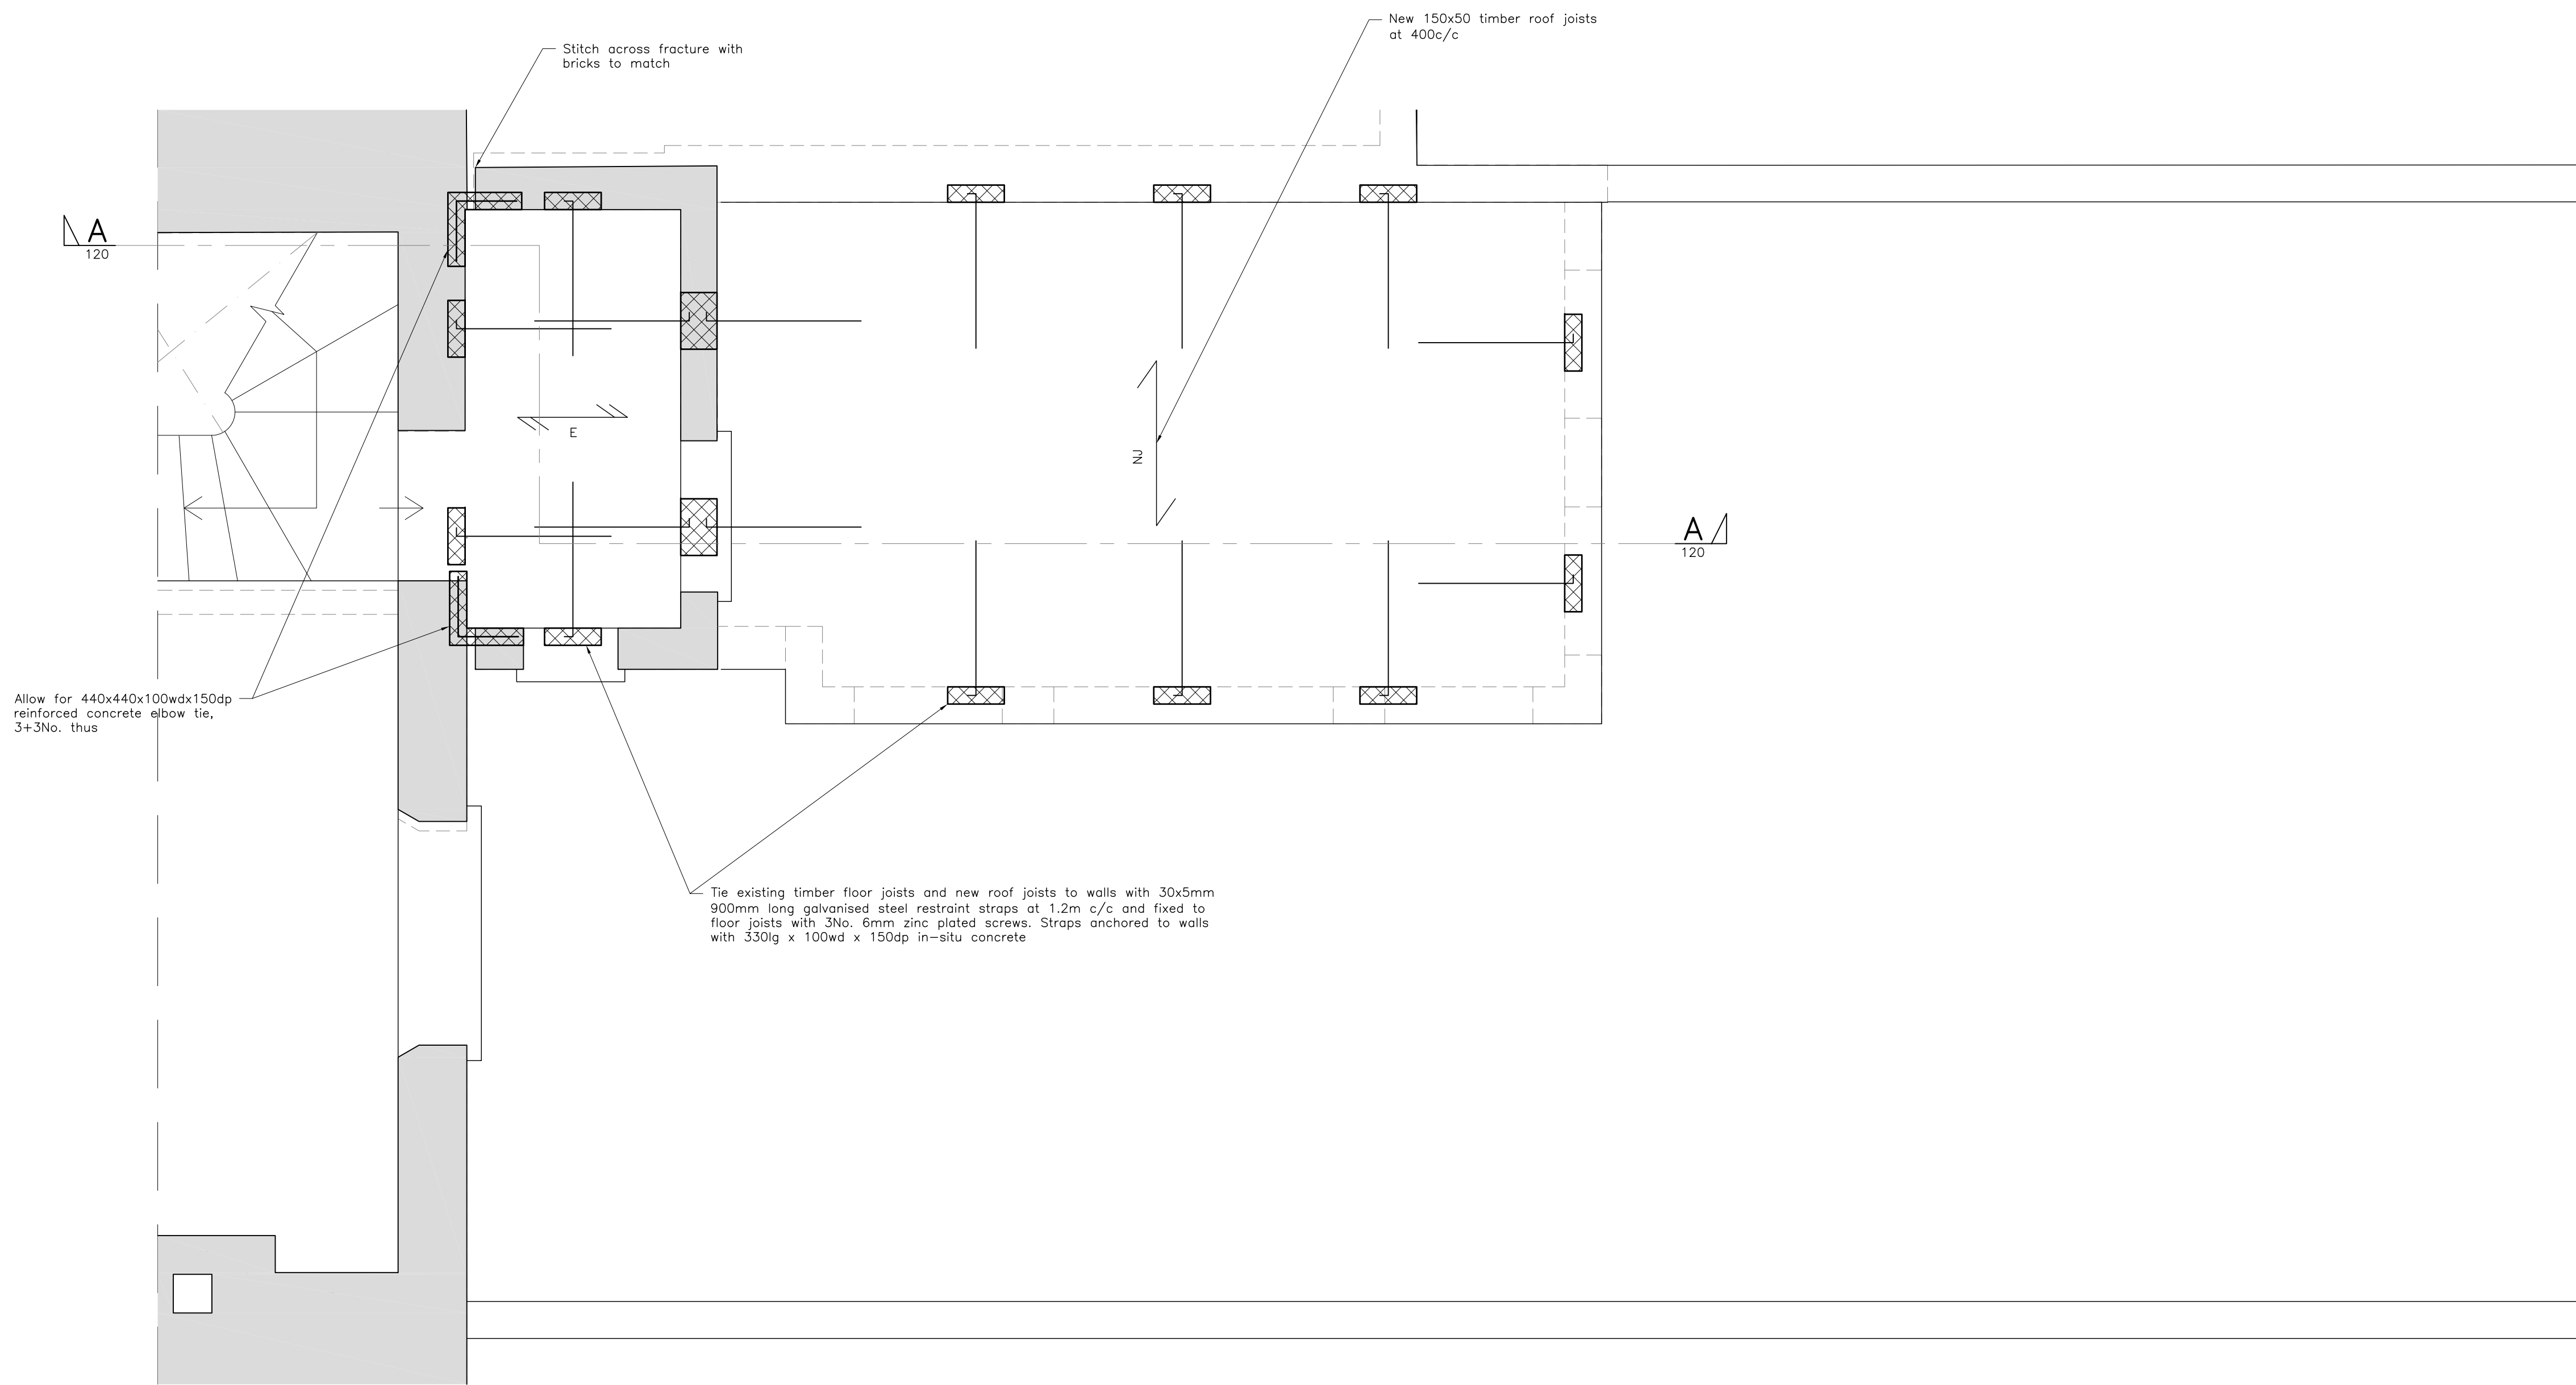 New 150x50 timber roof joists
at 400c/c
Stitch across fracture with
bricks to match
A
120
E
NJ
A
120
Allow for 440x440x100wdx150dp
reinforced concrete elbow tie,
3+3No. thus
Tie existing timber floor joists and new roof joists to walls with 30x5mm
900mm long galvanised steel restraint straps at 1.2m c/c and fixed to
floor joists with 3No. 6mm zinc plated screws. Straps anchored to walls
with 330lg x 100wd x 150dp in-situ concrete